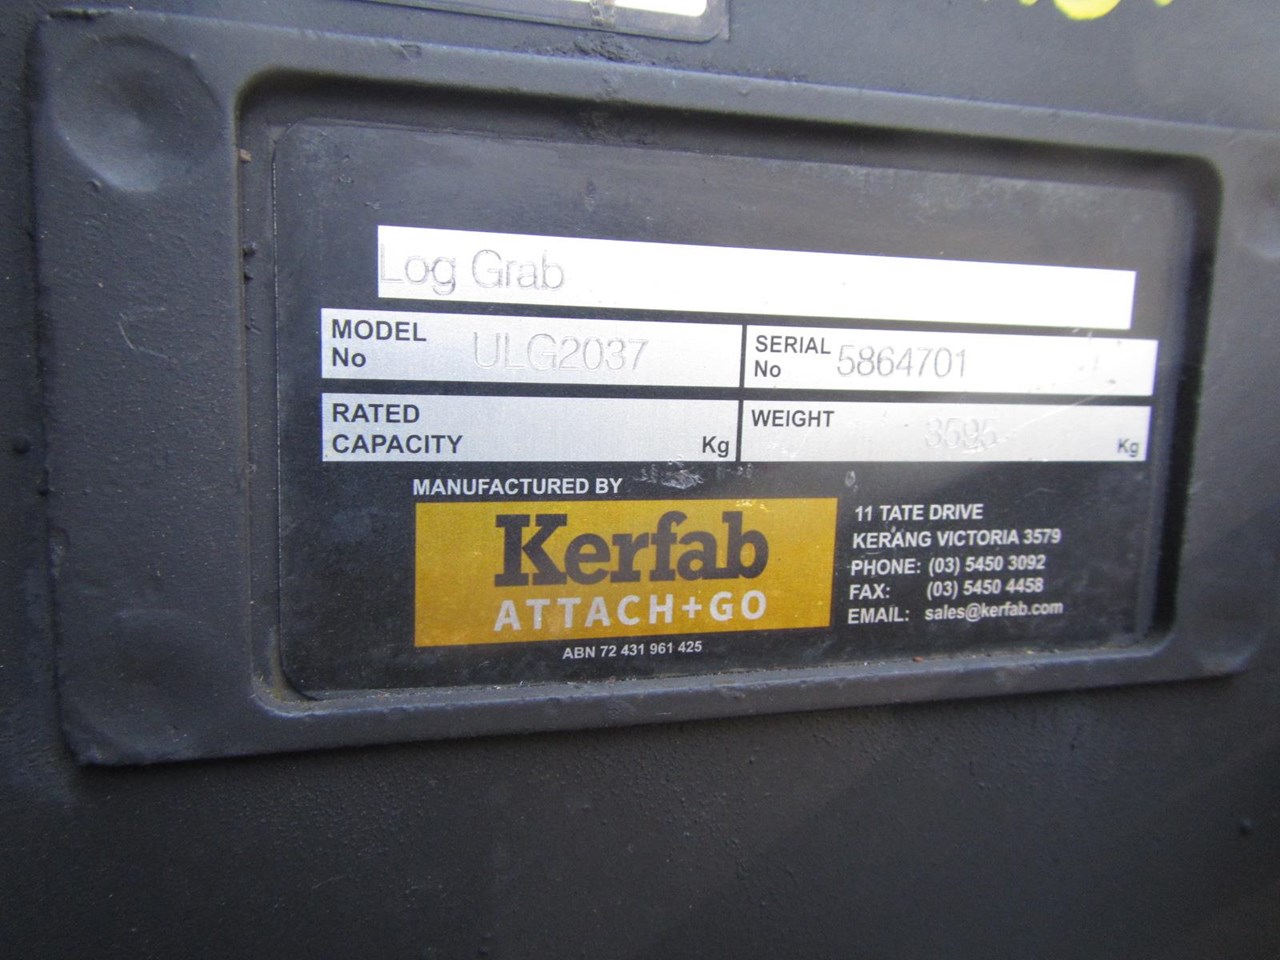 Log Grab
MODEL No ULG2037
SERIAL No 5864701
RATED CAPACITY Kg
WEIGHT 3595 Kg
MANUFACTURED BY
Kerfab
ATTACH+GO
ABN 72 431 961 425
11 TATE DRIVE
KERANG VICTORIA 3579
PHONE: (03) 5450 3092
FAX: (03) 5450 4458
EMAIL: sales@kerfab.com